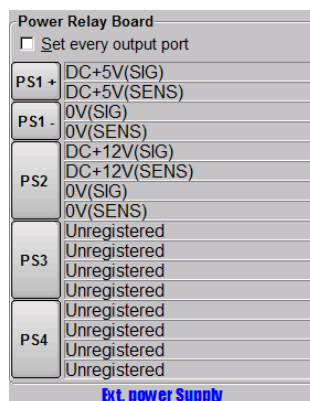 Power Relay Board
Set every output port
PS1 +
DC+5V(SIG)
DC+5V(SENS)
PS1 -
0V(SIG)
0V(SENS)
PS2
DC+12V(SIG)
DC+12V(SENS)
0V(SIG)
0V(SENS)
PS3
Unregistered
Unregistered
Unregistered
Unregistered
PS4
Unregistered
Unregistered
Unregistered
Unregistered
Ext. power Supply